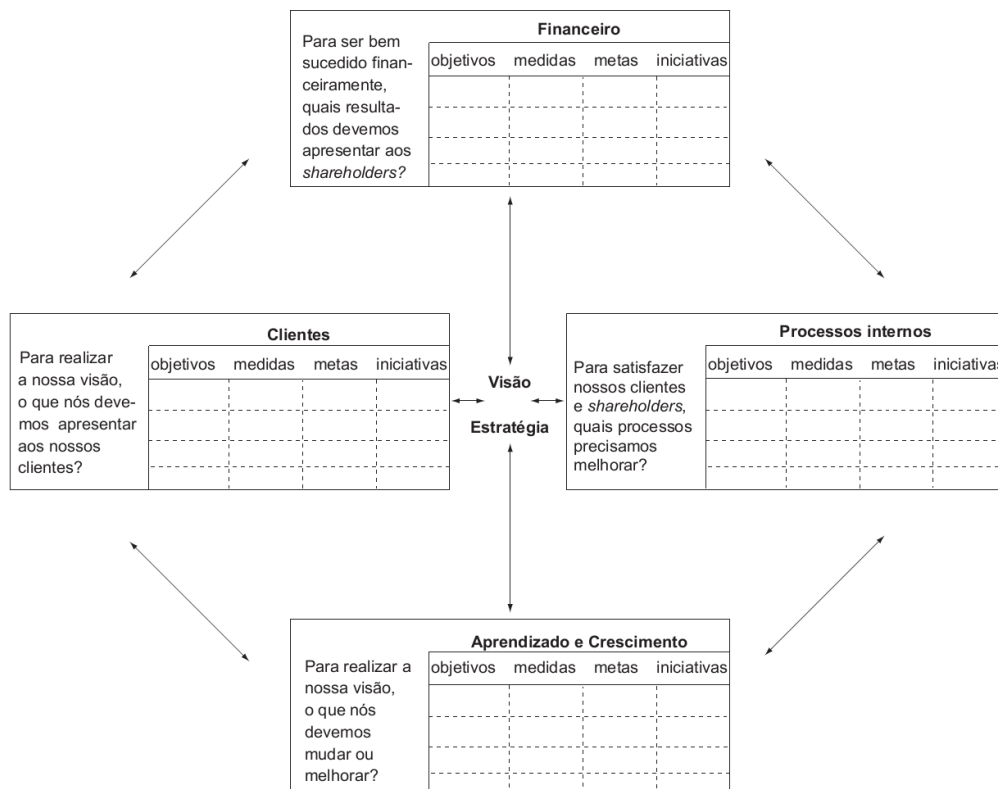 Financeiro
Para ser bem
sucedido finan-
ceiramente,
quais resulta-
dos devemos
apresentar aos
shareholders?
objetivos medidas metas iniciativas
Clientes
Para realizar
a nossa visão,
o que nós deve-
mos apresentar
aos nossos
clientes?
objetivos medidas metas iniciativas
Visão
Estratégia
Processos internos
Para satisfazer
nossos clientes
e shareholders,
quais processos
precisamos
melhorar?
objetivos medidas metas iniciativas
Aprendizado e Crescimento
Para realizar a
nossa visão,
o que nós
devemos
mudar ou
melhorar?
objetivos medidas metas iniciativas